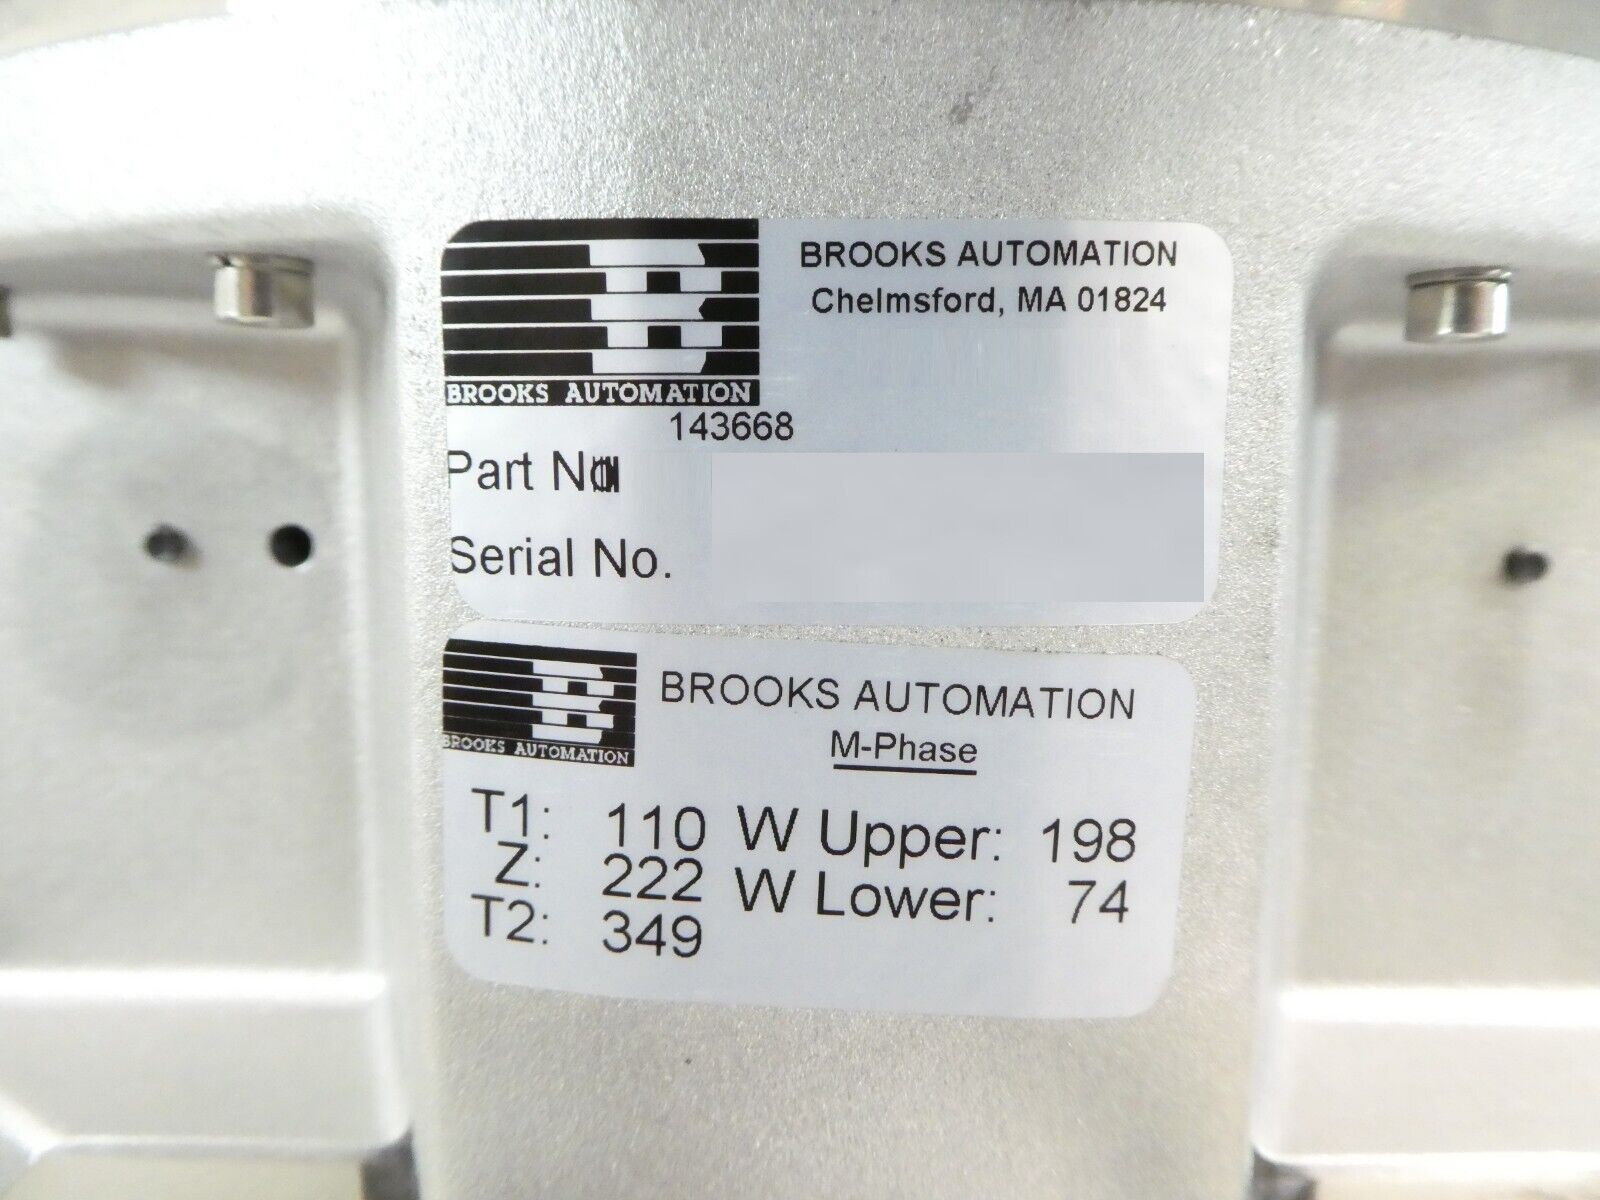 BROOKS AUTOMATION
Chelmsford, MA 01824
BROOKS AUTOMATION
143668
Part No
Serial No.
BROOKS AUTOMATION
M-Phase
BROOKS AUTOMATION
T1: 110 W Upper: 198
Z: 222 W Lower: 74
T2: 349